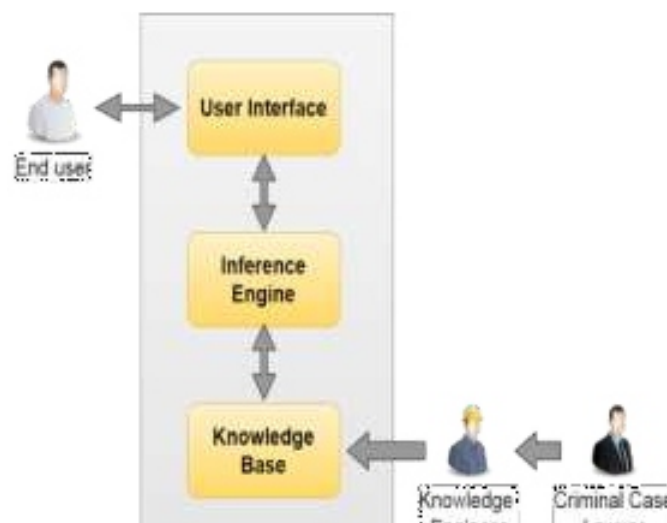 User Interface
End user
Inference
Engine
Knowledge
Base
Knowledge
Criminal Case